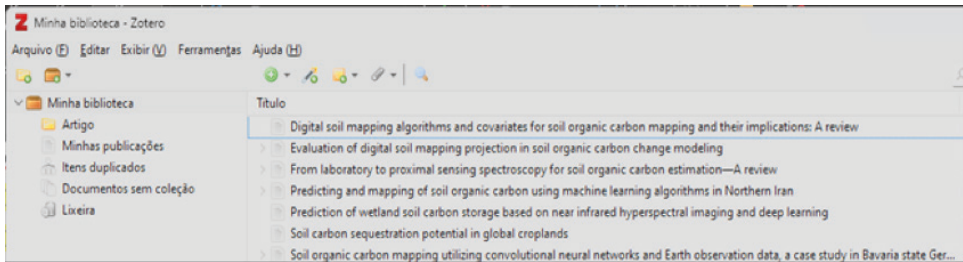 Minha biblioteca - Zotero
Arquivo (F) Editar Exibir (V) Ferramentas Ajuda (H)
Minha biblioteca
Título
Artigo
Digital soil mapping algorithms and covariates for soil organic carbon mapping and their implications: A review
Minhas publicações
Evaluation of digital soil mapping projection in soil organic carbon change modeling
Itens duplicados
From laboratory to proximal sensing spectroscopy for soil organic carbon estimation—A review
Documentos sem coleção
Predicting and mapping of soil organic carbon using machine learning algorithms in Northern Iran
Lixeira
Prediction of wetland soil carbon storage based on near infrared hyperspectral imaging and deep learning
Soil carbon sequestration potential in global croplands
Soil organic carbon mapping utilizing convolutional neural networks and Earth observation data, a case study in Bavaria state Ger...